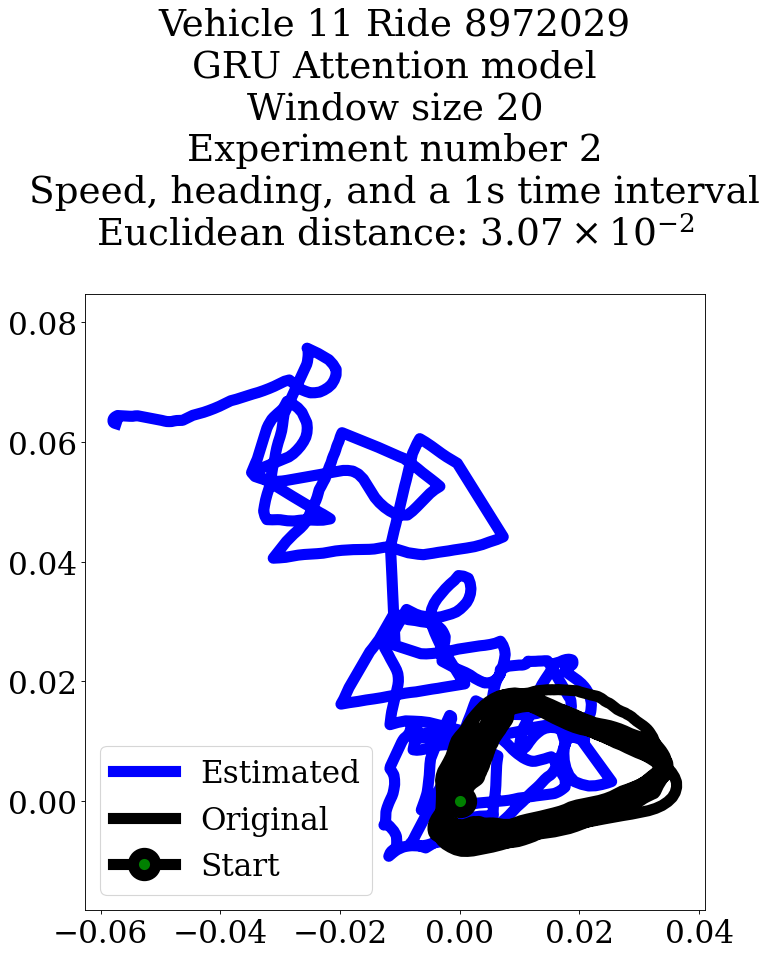 Vehicle 11 Ride 8972029
GRU Attention model
Window size 20
Experiment number 2
Speed, heading, and a 1s time interval
Euclidean distance: 3.07 × 10⁻²
0.08
0.06
0.04
0.02
0.00
Estimated
Original
Start
−0.06 −0.04 −0.02 0.00 0.02 0.04